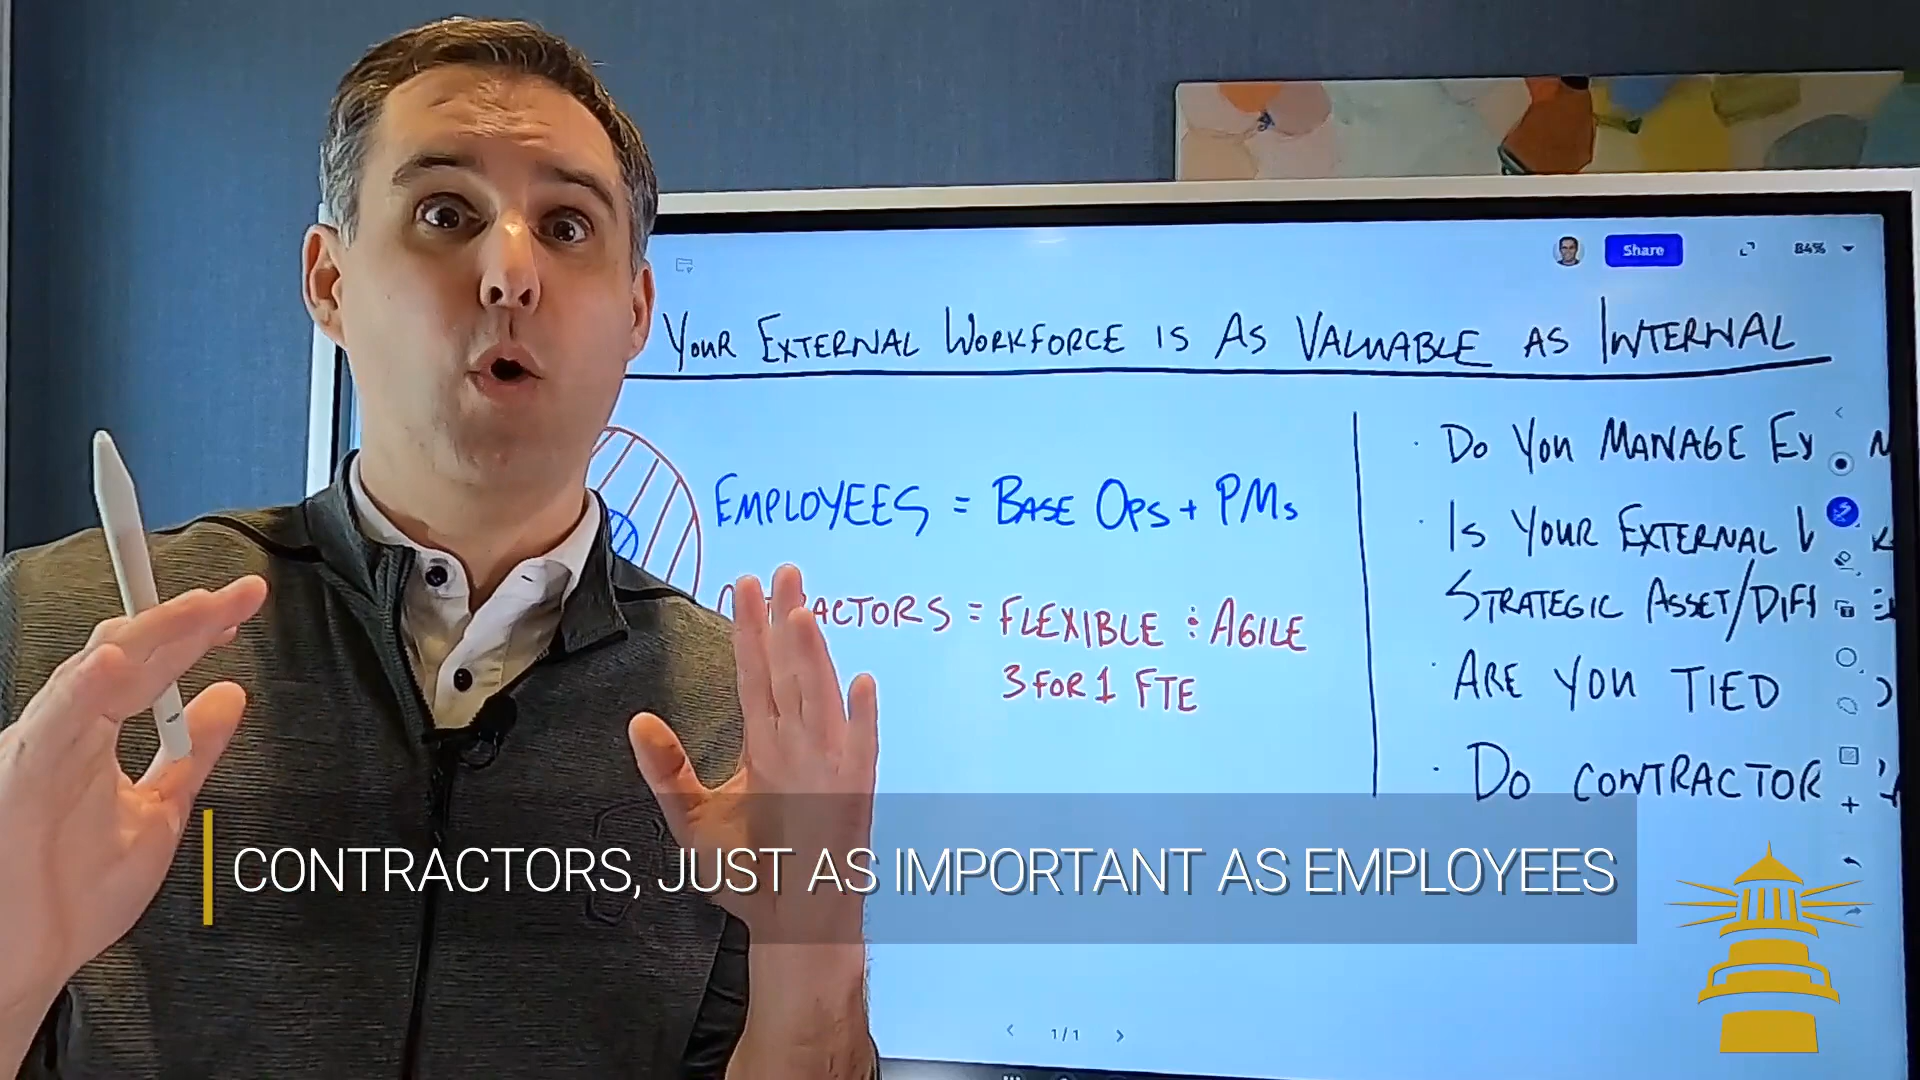 Share
84%
YOUR EXTERNAL WORKFORCE IS AS VALUABLE AS INTERNAL
EMPLOYEES = BASE OPS + PMs
= FLEXIBLE : AGILE
3 FOR 1 FTE
· DO YOU MANAGE
· IS YOUR EXTERNAL
STRATEGIC ASSET/
· ARE YOU TIED
· DO CONTRACTOR
CONTRACTORS, JUST AS IMPORTANT AS EMPLOYEES
1/1